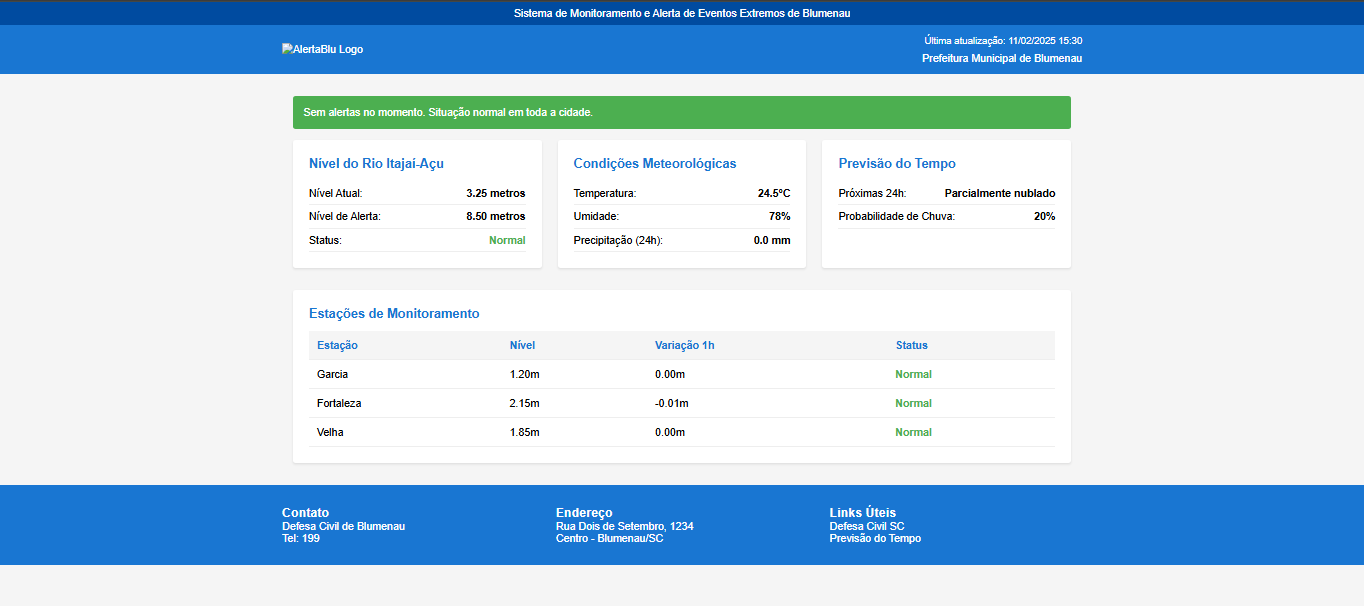 Sistema de Monitoramento e Alerta de Eventos Extremos de Blumenau
AlertaBlu Logo
Última atualização: 11/02/2025 15:30
Prefeitura Municipal de Blumenau
Sem alertas no momento. Situação normal em toda a cidade.
Nível do Rio Itajaí-Açu
Nível Atual: 3.25 metros
Nível de Alerta: 8.50 metros
Status: Normal
Condições Meteorológicas
Temperatura: 24.5°C
Umidade: 78%
Precipitação (24h): 0.0 mm
Previsão do Tempo
Próximas 24h: Parcialmente nublado
Probabilidade de Chuva: 20%
Estações de Monitoramento
Estação Nível Variação 1h Status
Garcia 1.20m 0.00m Normal
Fortaleza 2.15m -0.01m Normal
Velha 1.85m 0.00m Normal
Contato
Defesa Civil de Blumenau
Tel: 199
Endereço
Rua Dois de Setembro, 1234
Centro - Blumenau/SC
Links Úteis
Defesa Civil SC
Previsão do Tempo